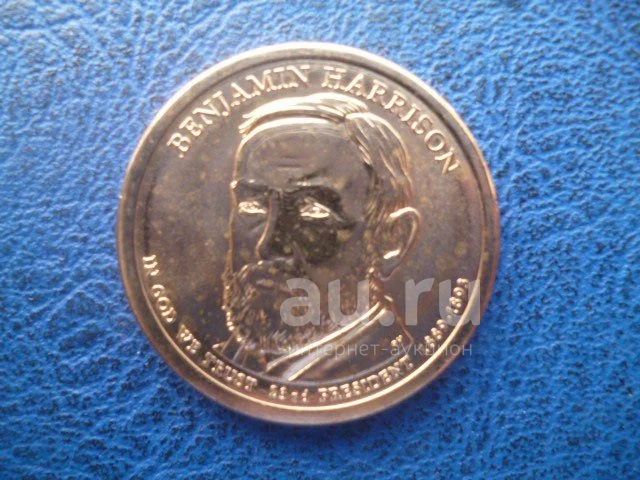 BENJAMIN HARRISON
IN GOD WE TRUST 23rd PRESIDENT 1889-1893
au.ru
интернет-аукцион